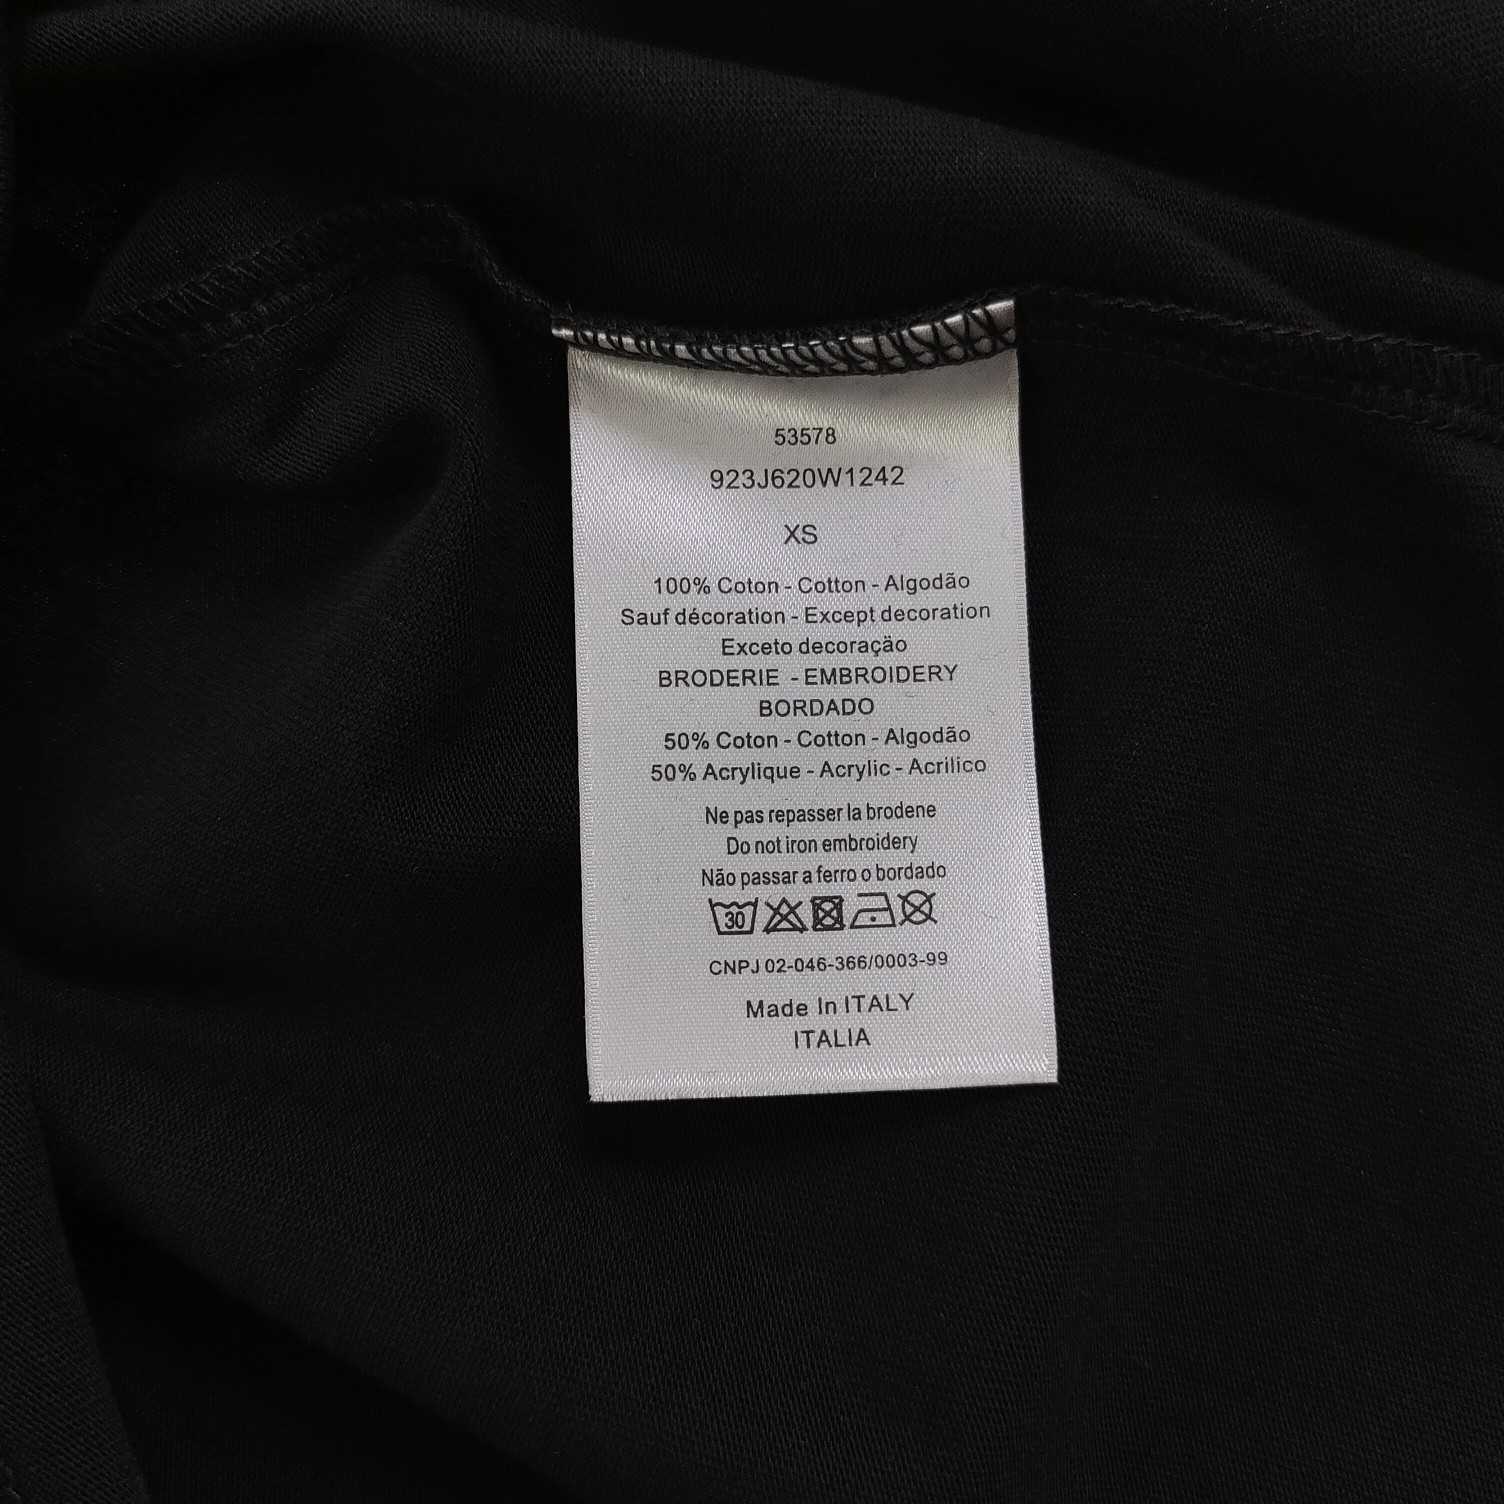 53578
923J620W1242
XS
100% Coton - Cotton - Algodão
Sauf décoration - Except decoration
Exceto decoração
BRODERIE - EMBROIDERY
BORDADO
50% Coton - Cotton - Algodão
50% Acrylique - Acrylic - Acrilico
Ne pas repasser la brodene
Do not iron embroidery
Não passar a ferro o bordado
30
CNPJ 02-046-366/0003-99
Made In ITALY
ITALIA